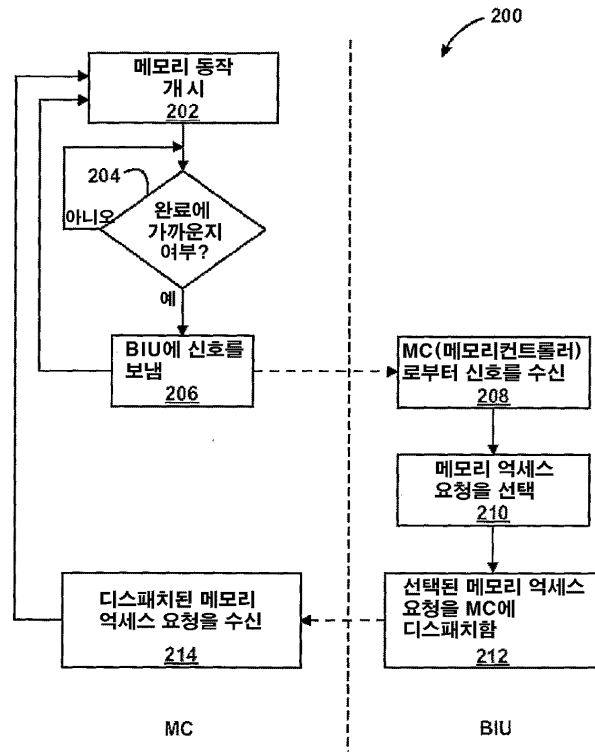 200
메모리 동작
개시
202
204
아니오
완료에
가까운지
여부?
예
BIU에 신호를
보냄
206
MC(메모리컨트롤러)
로부터 신호를 수신
208
메모리 억세스
요청을 선택
210
선택된 메모리 억세스
요청을 MC에
디스패치함
212
디스패치된 메모리
억세스 요청을 수신
214
MC
BIU